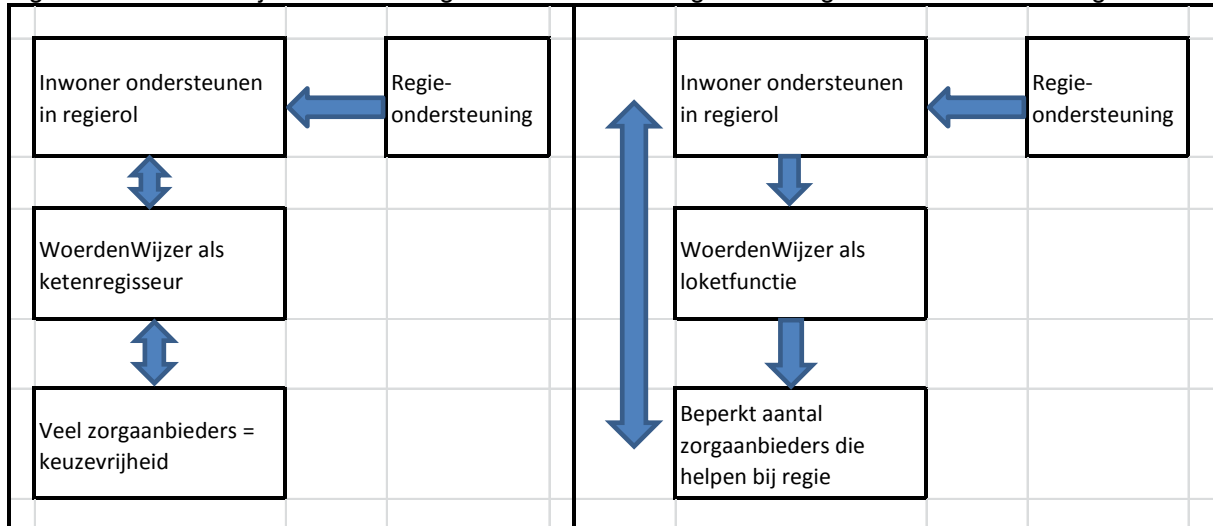 Inwoner ondersteunen
in regierol
Regie-
ondersteuning
WoerdenWijzer als
ketenregisseur
Veel zorgaanbieders =
keuzevrijheid
Inwoner ondersteunen
in regierol
Regie-
ondersteuning
WoerdenWijzer als
loketfunctie
Beperkt aantal
zorgaanbieders die
helpen bij regie